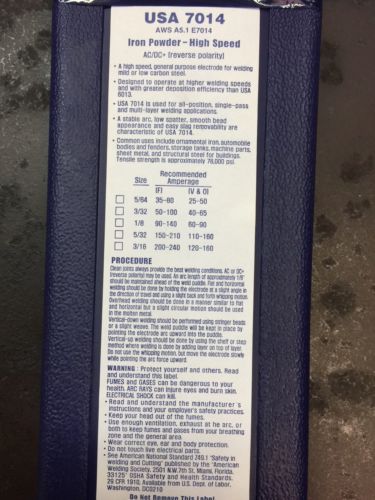 USA 7014
AWS A5.1 E7014
Iron Powder - High Speed
AC/DC+ (reverse polarity)
• A high speed, general purpose electrode for welding
mild or low carbon steel.
• Designed to operate at higher welding speeds
and with greater deposition efficiency than USA
6013.
• USA 7014 is used for all-position, single-pass
and multi-layer welding applications.
• A stable arc, low spatter, smooth bead
appearance and easy slag removability are
characteristic of USA 7014.
• Common uses include ornamental iron, automobile
bodies and fenders, storage tanks, machine parts,
sheet metal, and structural steel for buildings.
Tensile strength is approximately 76,000 psi.
Recommended
Size Amperage
(F) (V & O)
5/64 35-60 25-50
3/32 50-100 40-65
1/8 90-140 60-90
5/32 150-210 110-160
3/16 200-240 120-160
PROCEDURE
Clean joints always provide the best welding conditions. AC or DC+
(reverse polarity) may be used. An arc length of approximately 1/8"
should be maintained ahead of the weld puddle. Flat and horizontal
welding should be done by holding the electrode at a slight angle in
the direction of travel and using a slight back and forth whipping motion.
Overhead welding should be done in a manner similar to flat
and horizontal but a slight circular motion should be used
in the molten metal.
Vertical-down welding should be performed using stringer beads
or a slight weave. The weld puddle will be kept in place by
pointing the electrode arc upward into the puddle.
Vertical-up welding should be done by using the shelf or step
method where welding is done by adding layer on top of layer.
Do not use the whipping motion, but move the electrode slowly
while pointing the arc force upward.
WARNING: Protect yourself and others. Read
and understand this label.
FUMES and GASES can be dangerous to your
health. ARC RAYS can injure eyes and burn skin.
ELECTRICAL SHOCK can kill.
• Read and understand the manufacturer's
instructions and your employer's safety practices.
• Keep your head out of the fumes.
• Use enough ventilation, exhaust at he arc, or
both to keep fumes and gases from your breathing
zone and the general area.
• Wear correct eye, ear and body protection.
• Do not touch live electrical parts.
• See American National Standard Z49.1 "Safety in
Welding and Cutting" published by the "American
Welding Society, 2501 N.W. 7th St. Miami, Florida,
33125" OSHA Safety and Health Standards,
29 CFR 1910, Available from U.S. Dept. of Labor,
Washington, DC0210
Do Not Remove This Label